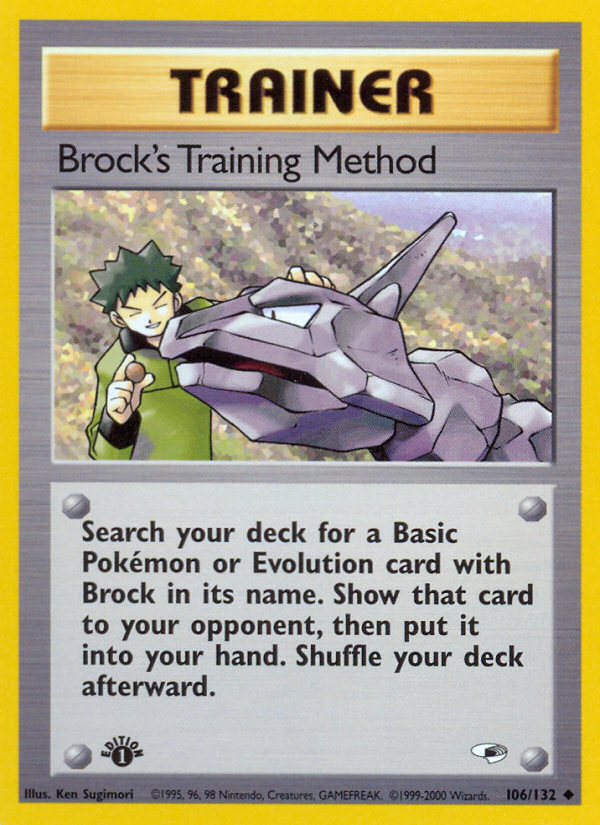 TRAINER
Brock's Training Method
Search your deck for a Basic
Pokémon or Evolution card with
Brock in its name. Show that card
to your opponent, then put it
into your hand. Shuffle your deck
afterward.
EDITION
1
Illus. Ken Sugimori ©1995, 96, 98 Nintendo, Creatures, GAMEFREAK. ©1999-2000 Wizards. 106/132 ◆